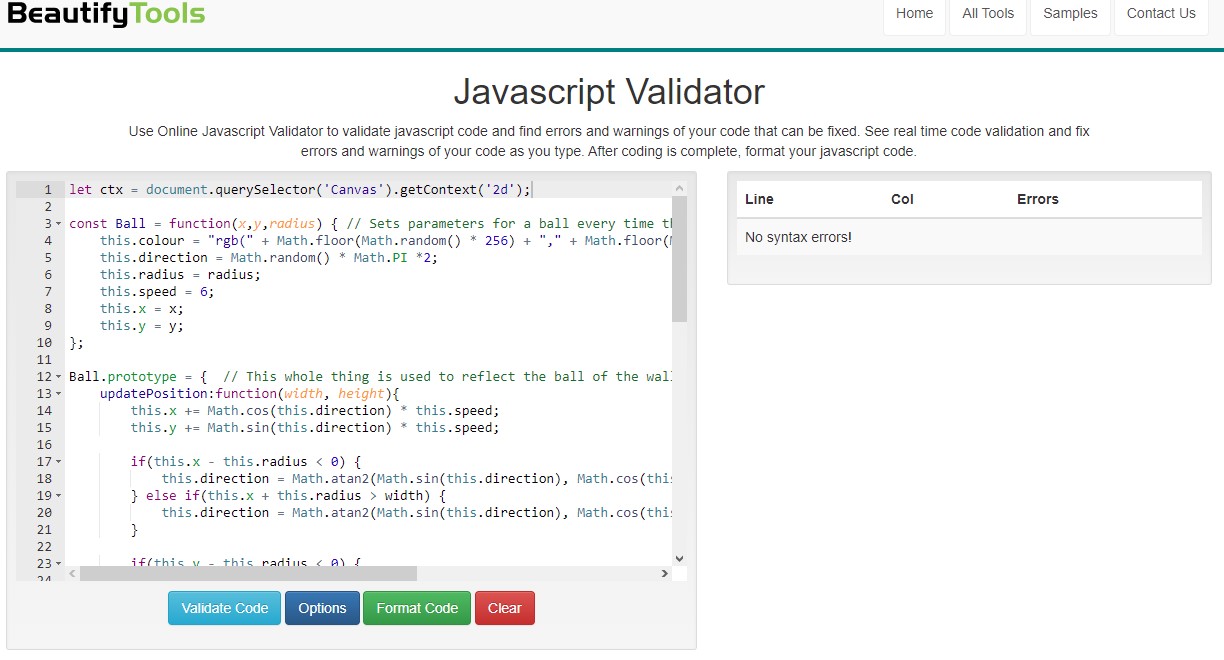 BeautifyTools
Home All Tools Samples Contact Us
Javascript Validator
Use Online Javascript Validator to validate javascript code and find errors and warnings of your code that can be fixed. See real time code validation and fix
errors and warnings of your code as you type. After coding is complete, format your javascript code.
1 let ctx = document.querySelector('Canvas').getContext('2d');
2
3 const Ball = function(x,y,radius) { // Sets parameters for a ball every time
4 this.colour = "rgb(" + Math.floor(Math.random() * 256) + "," + Math.floor(
5 this.direction = Math.random() * Math.PI *2;
6 this.radius = radius;
7 this.speed = 6;
8 this.x = x;
9 this.y = y;
10 };
11
12 Ball.prototype = { // This whole thing is used to reflect the ball of the wal
13 updatePosition:function(width, height){
14 this.x += Math.cos(this.direction) * this.speed;
15 this.y += Math.sin(this.direction) * this.speed;
16
17 if(this.x - this.radius < 0) {
18 this.direction = Math.atan2(Math.sin(this.direction), Math.cos(this
19 } else if(this.x + this.radius > width) {
20 this.direction = Math.atan2(Math.sin(this.direction), Math.cos(this
21 }
22
23 if(this.y - this.radius < 0) {
24
Validate Code Options Format Code Clear
Line Col Errors
No syntax errors!